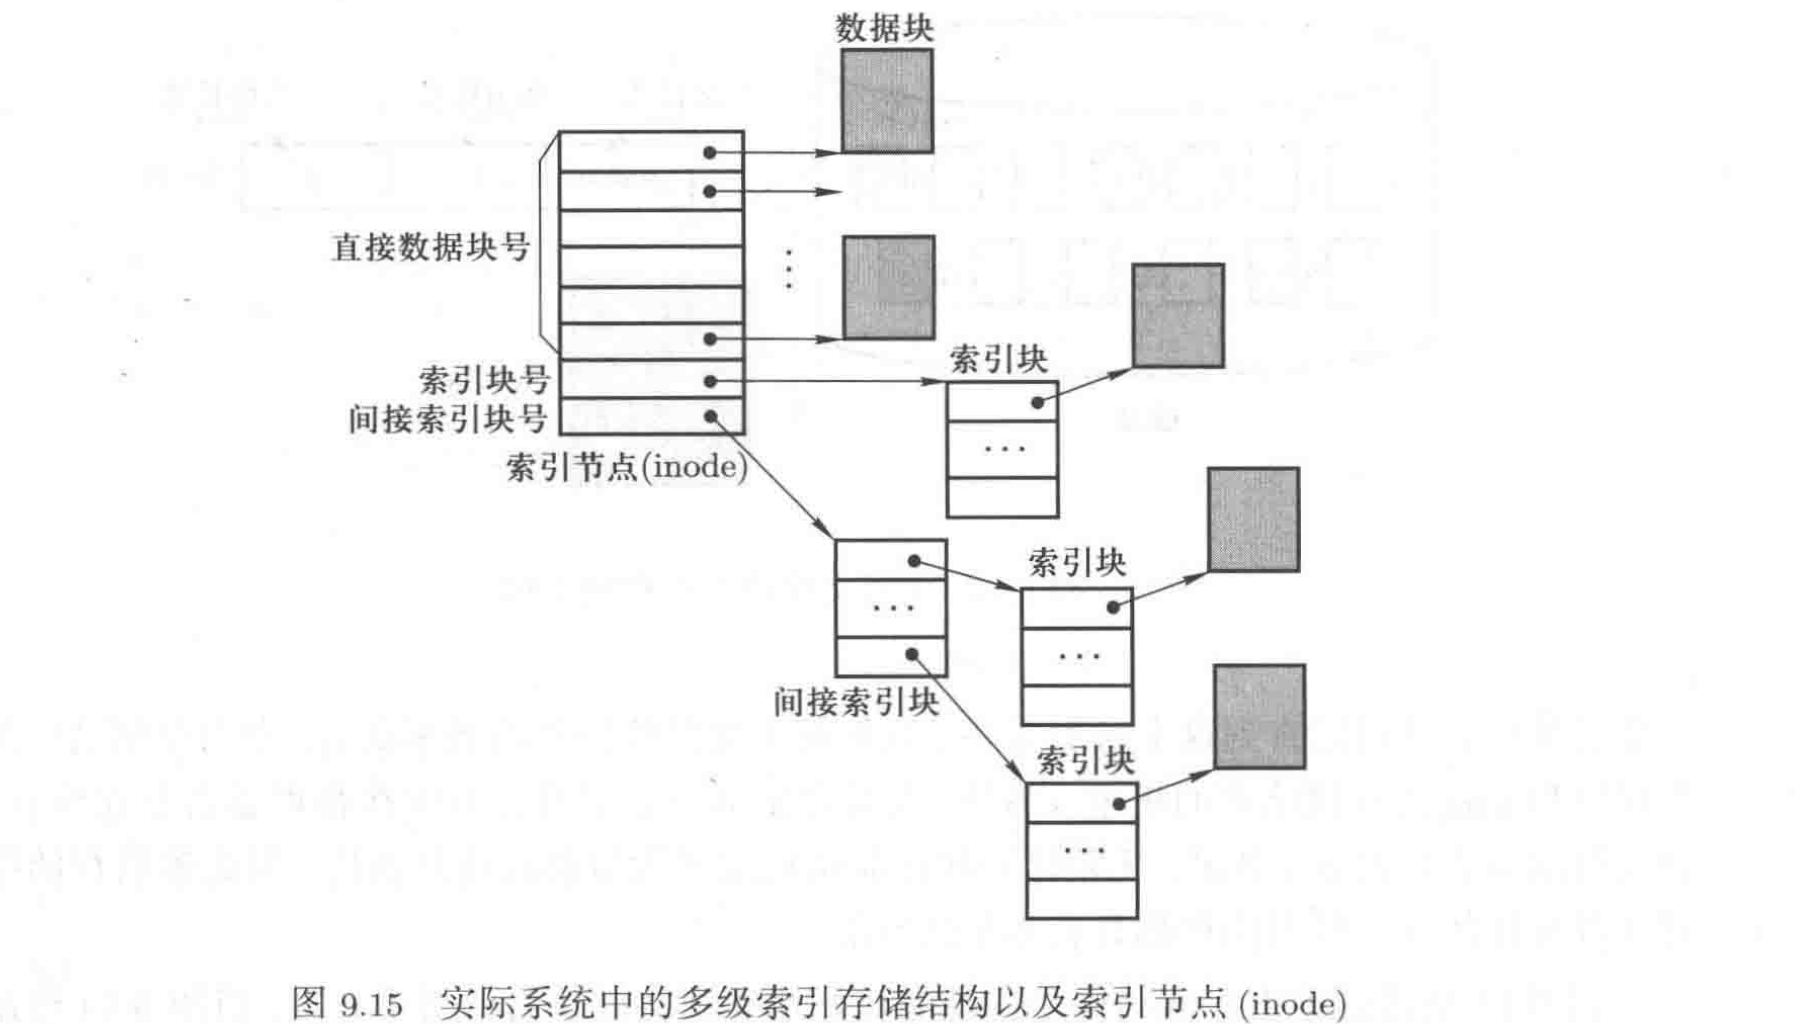 数据块
直接数据块号
索引块
索引块号
间接索引块号
索引节点(inode)
索引块
间接索引块
索引块
图 9.15 实际系统中的多级索引存储结构以及索引节点 (inode)